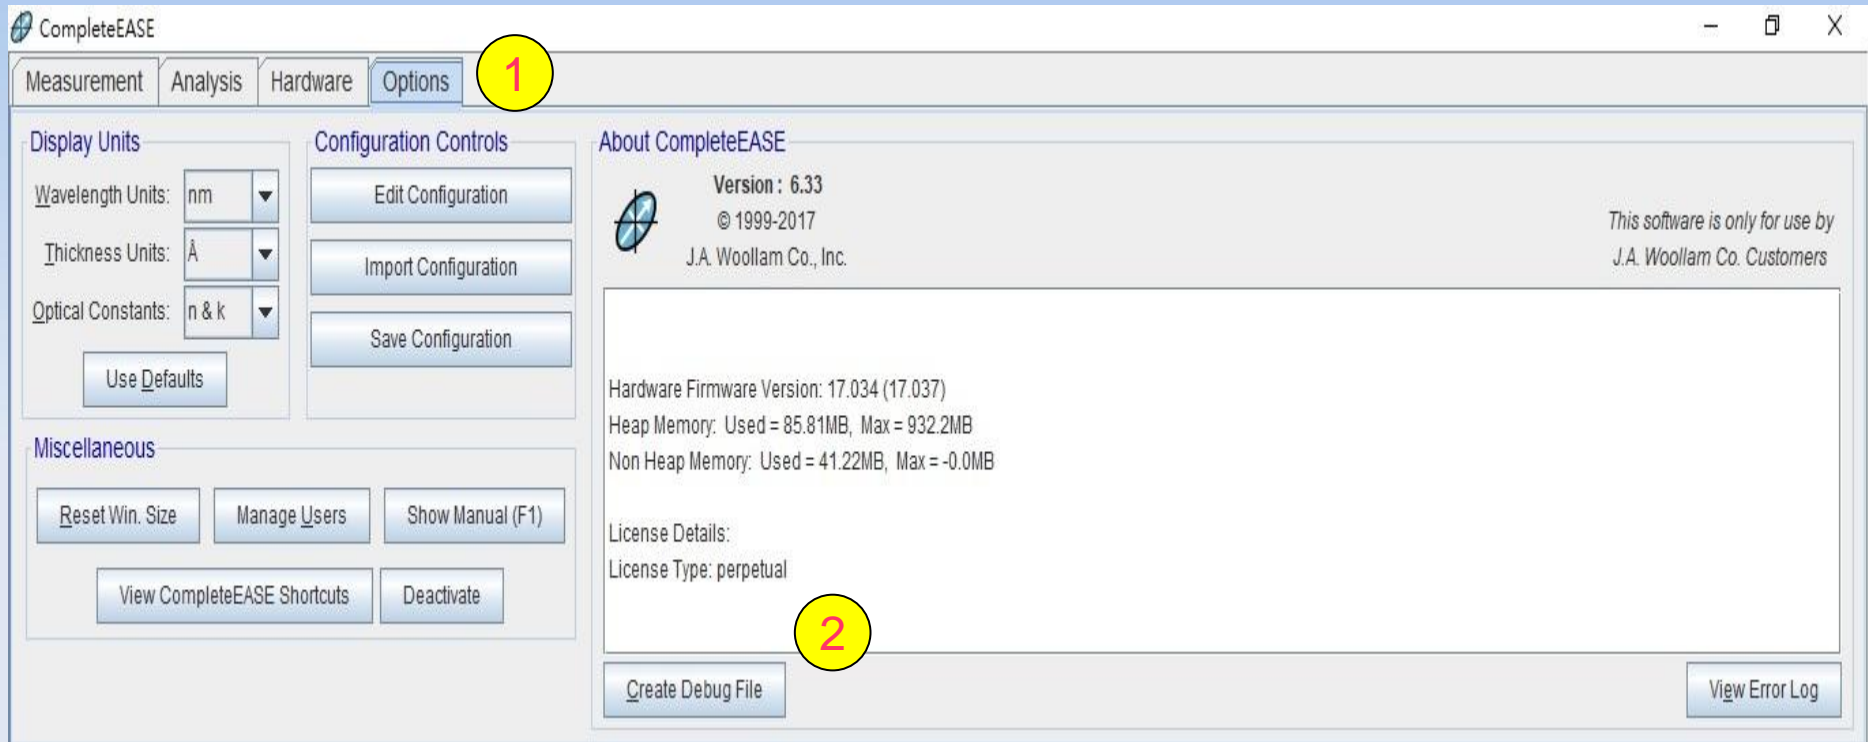 CompleteEASE
Measurement Analysis Hardware Options 1
Display Units
Wavelength Units: nm
Thickness Units: Å
Optical Constants: n & k
Use Defaults
Configuration Controls
Edit Configuration
Import Configuration
Save Configuration
Miscellaneous
Reset Win. Size Manage Users Show Manual (F1)
View CompleteEASE Shortcuts Deactivate
About CompleteEASE
Version : 6.33
© 1999-2017
J.A. Woollam Co., Inc.
This software is only for use by
J.A. Woollam Co. Customers
Hardware Firmware Version: 17.034 (17.037)
Heap Memory: Used = 85.81MB, Max = 932.2MB
Non Heap Memory: Used = 41.22MB, Max = -0.0MB
License Details:
License Type: perpetual
2
Create Debug File View Error Log